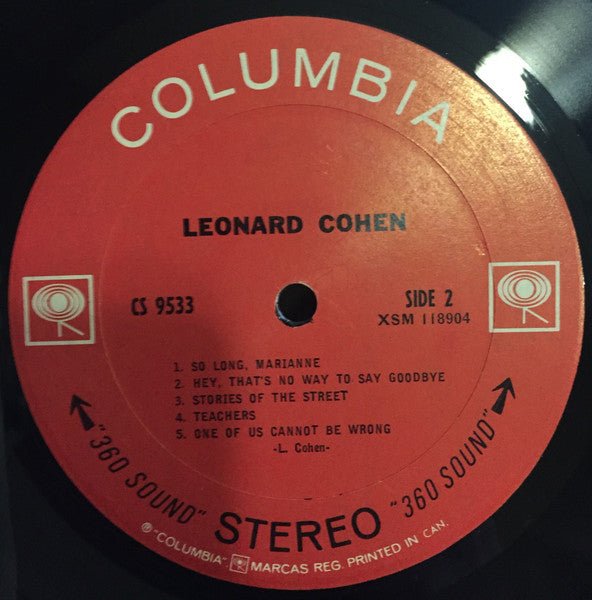 COLUMBIA
LEONARD COHEN
CS 9533
SIDE 2
XSM 118904
1. SO LONG, MARIANNE
2. HEY, THAT'S NO WAY TO SAY GOODBYE
3. STORIES OF THE STREET
4. TEACHERS
5. ONE OF US CANNOT BE WRONG
-L. Cohen-
"360 SOUND" STEREO "360 SOUND"
® "COLUMBIA", MARCAS REG. PRINTED IN CAN.